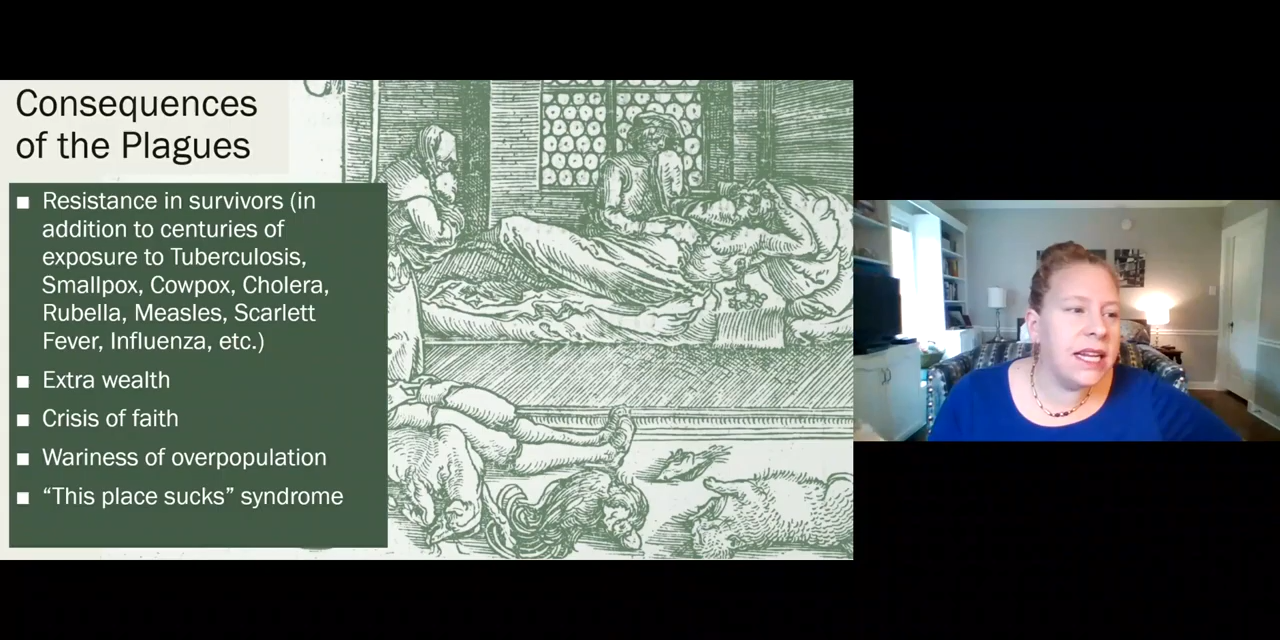 Consequences
of the Plagues
■ Resistance in survivors (in
addition to centuries of
exposure to Tuberculosis,
Smallpox, Cowpox, Cholera,
Rubella, Measles, Scarlett
Fever, Influenza, etc.)
■ Extra wealth
■ Crisis of faith
■ Wariness of overpopulation
■ “This place sucks” syndrome